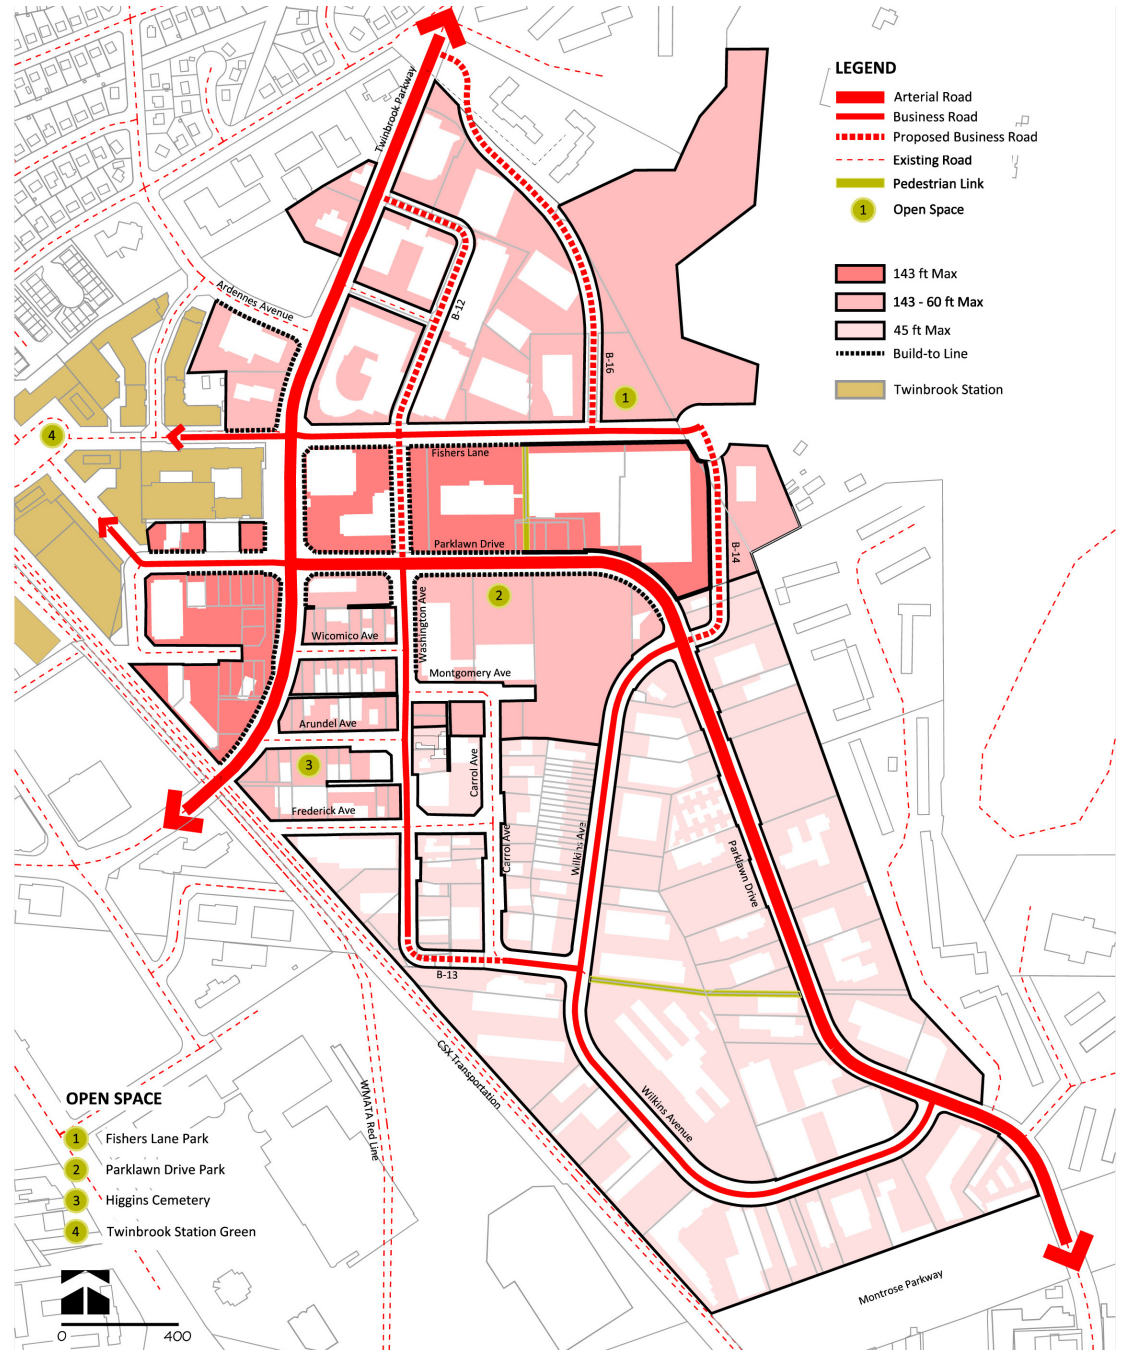 LEGEND
Arterial Road
Business Road
Proposed Business Road
Existing Road
Pedestrian Link
1 Open Space
143 ft Max
143 - 60 ft Max
45 ft Max
Build-to Line
Twinbrook Station
Twinbrook Parkway
Ardennes Avenue
B-12
B-16
1
4
Fishers Lane
Parklawn Drive
B-14
2
Washington Ave
Wicomico Ave
Montgomery Ave
Arundel Ave
3
Carrol Ave
Frederick Ave
Carrol Ave
Wilkins Ave
Parklawn Drive
B-13
CSX Transportation
WMATA Red Line
Wilkins Avenue
Montrose Parkway
OPEN SPACE
1 Fishers Lane Park
2 Parklawn Drive Park
3 Higgins Cemetery
4 Twinbrook Station Green
0 400